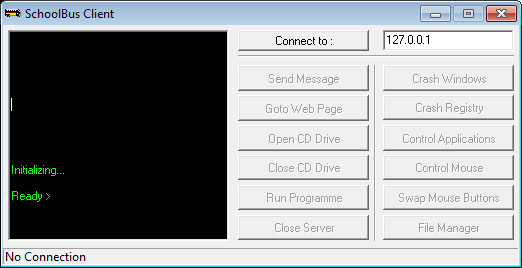 SchoolBus Client
Connect to :
127.0.0.1
Send Message
Crash Windows
Goto Web Page
Crash Registry
Open CD Drive
Control Applications
Initializing...
Close CD Drive
Control Mouse
Ready >
Run Programme
Swap Mouse Buttons
Close Server
File Manager
No Connection